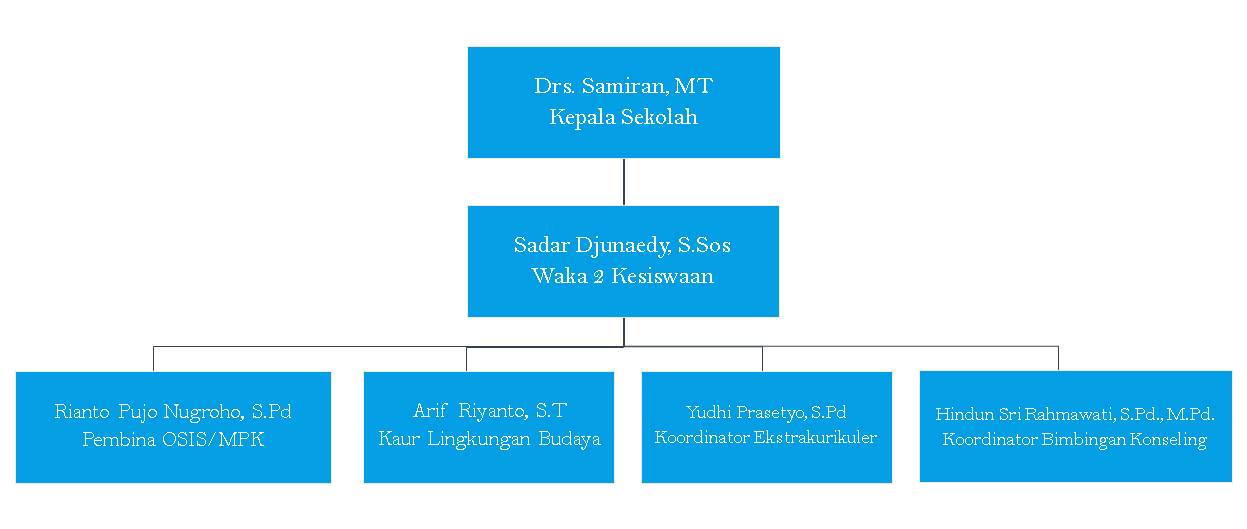 Drs. Samiran, MT
Kepala Sekolah
Sadar Djunaedy, S.Sos
Waka 2 Kesiswaan
Rianto Pujo Nugroho, S.Pd
Pembina OSIS/MPK
Arif Riyanto, S.T
Kaur Lingkungan Budaya
Yudhi Prasetyo, S.Pd
Koordinator Ekstrakurikuler
Hindun Sri Rahmawati, S.Pd., M.Pd.
Koordinator Bimbingan Konseling